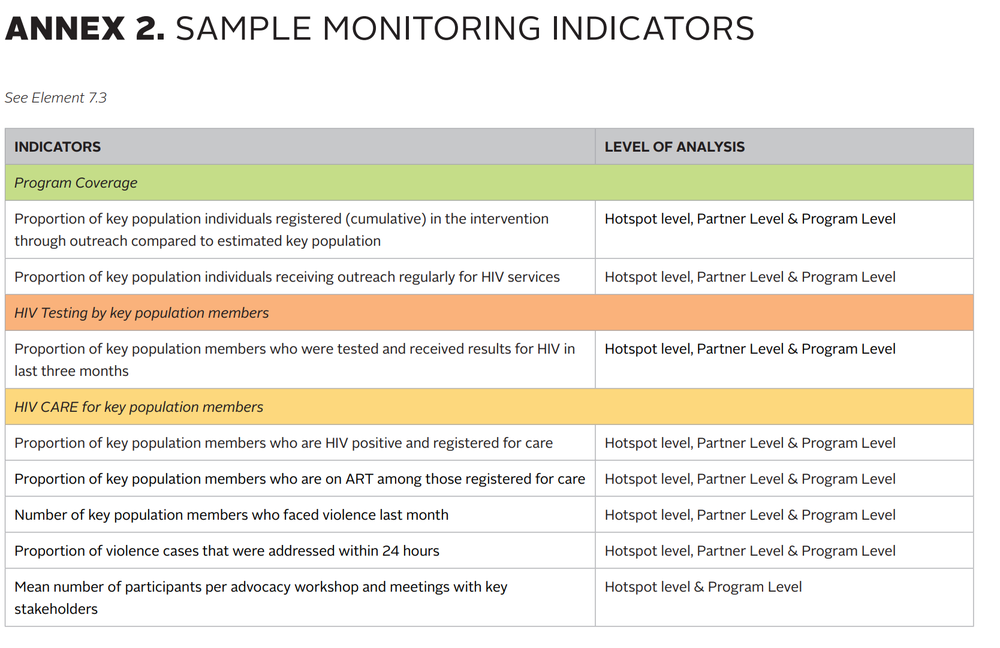 ANNEX 2. SAMPLE MONITORING INDICATORS
See Element 7.3
INDICATORS
LEVEL OF ANALYSIS
Program Coverage
Proportion of key population individuals registered (cumulative) in the intervention
through outreach compared to estimated key population
Hotspot level, Partner Level & Program Level
Proportion of key population individuals receiving outreach regularly for HIV services
Hotspot level, Partner Level & Program Level
HIV Testing by key population members
Proportion of key population members who were tested and received results for HIV in
last three months
Hotspot level, Partner Level & Program Level
HIV CARE for key population members
Proportion of key population members who are HIV positive and registered for care
Hotspot level, Partner Level & Program Level
Proportion of key population members who are on ART among those registered for care
Hotspot level, Partner Level & Program Level
Number of key population members who faced violence last month
Hotspot level, Partner Level & Program Level
Proportion of violence cases that were addressed within 24 hours
Hotspot level, Partner Level & Program Level
Mean number of participants per advocacy workshop and meetings with key
stakeholders
Hotspot level & Program Level